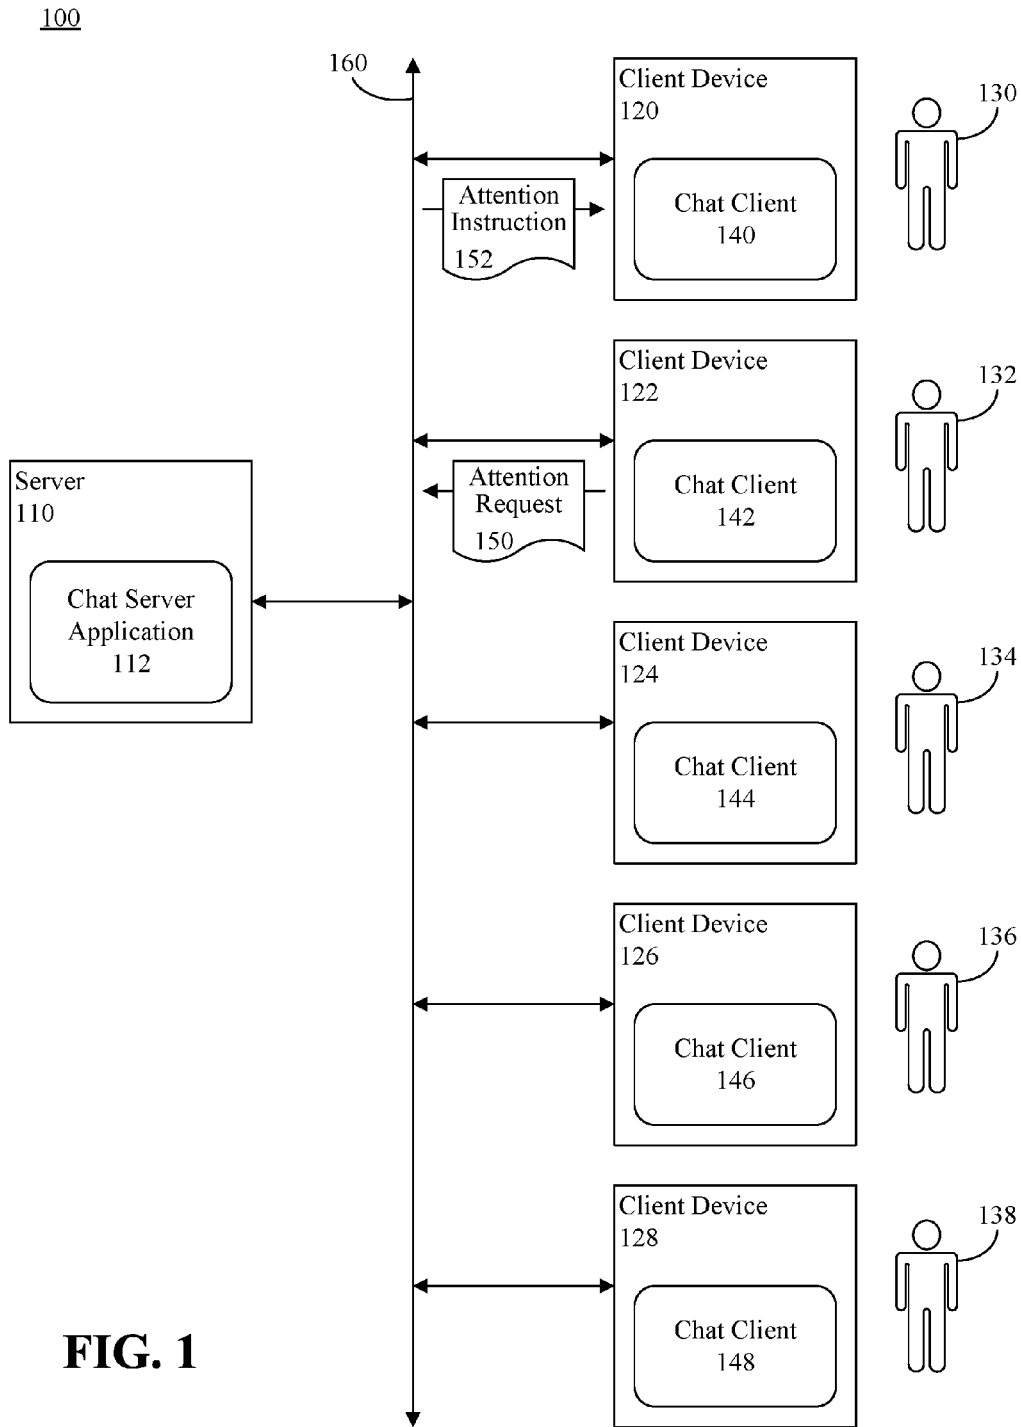 100
160
Client Device
120
Chat Client
140
130
Attention
Instruction
152
Client Device
122
Chat Client
142
132
Attention
Request
150
Server
110
Chat Server
Application
112
Client Device
124
Chat Client
144
134
Client Device
126
Chat Client
146
136
Client Device
128
Chat Client
148
138
FIG. 1